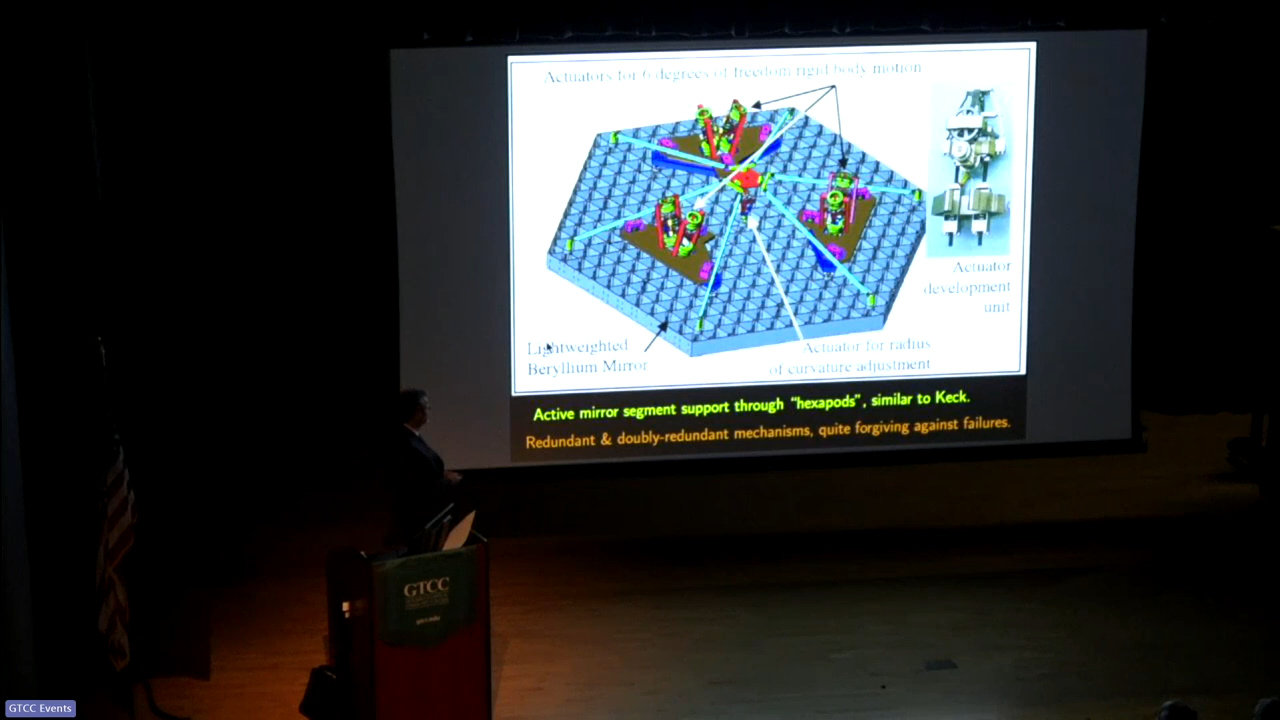 Actuators for 6 degrees of freedom rigid body motion
Actuator
development
unit
Lightweighted
Beryllium Mirror
Actuator for radius
of curvature adjustment
Active mirror segment support through "hexapods", similar to Keck.
Redundant & doubly-redundant mechanisms, quite forgiving against failures.
GTCC
gtcc.edu
GTCC Events